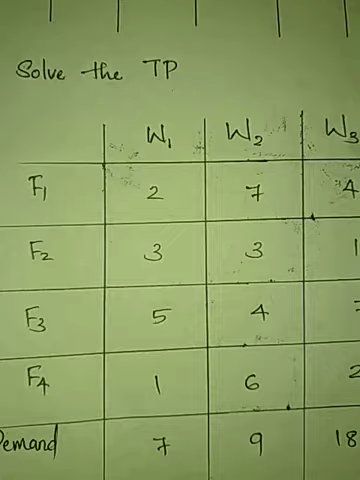 Solve the TP
W1 W2 W3
F1 2 7 4
F2 3 3 1
F3 5 4
F4 1 6 2
Demand 7 9 18